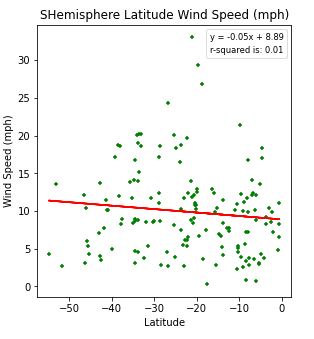 SHemisphere Latitude Wind Speed (mph)
y = -0.05x + 8.89
r-squared is: 0.01
30
25
20
15
10
5
0
Wind Speed (mph)
−50 −40 −30 −20 −10 0
Latitude